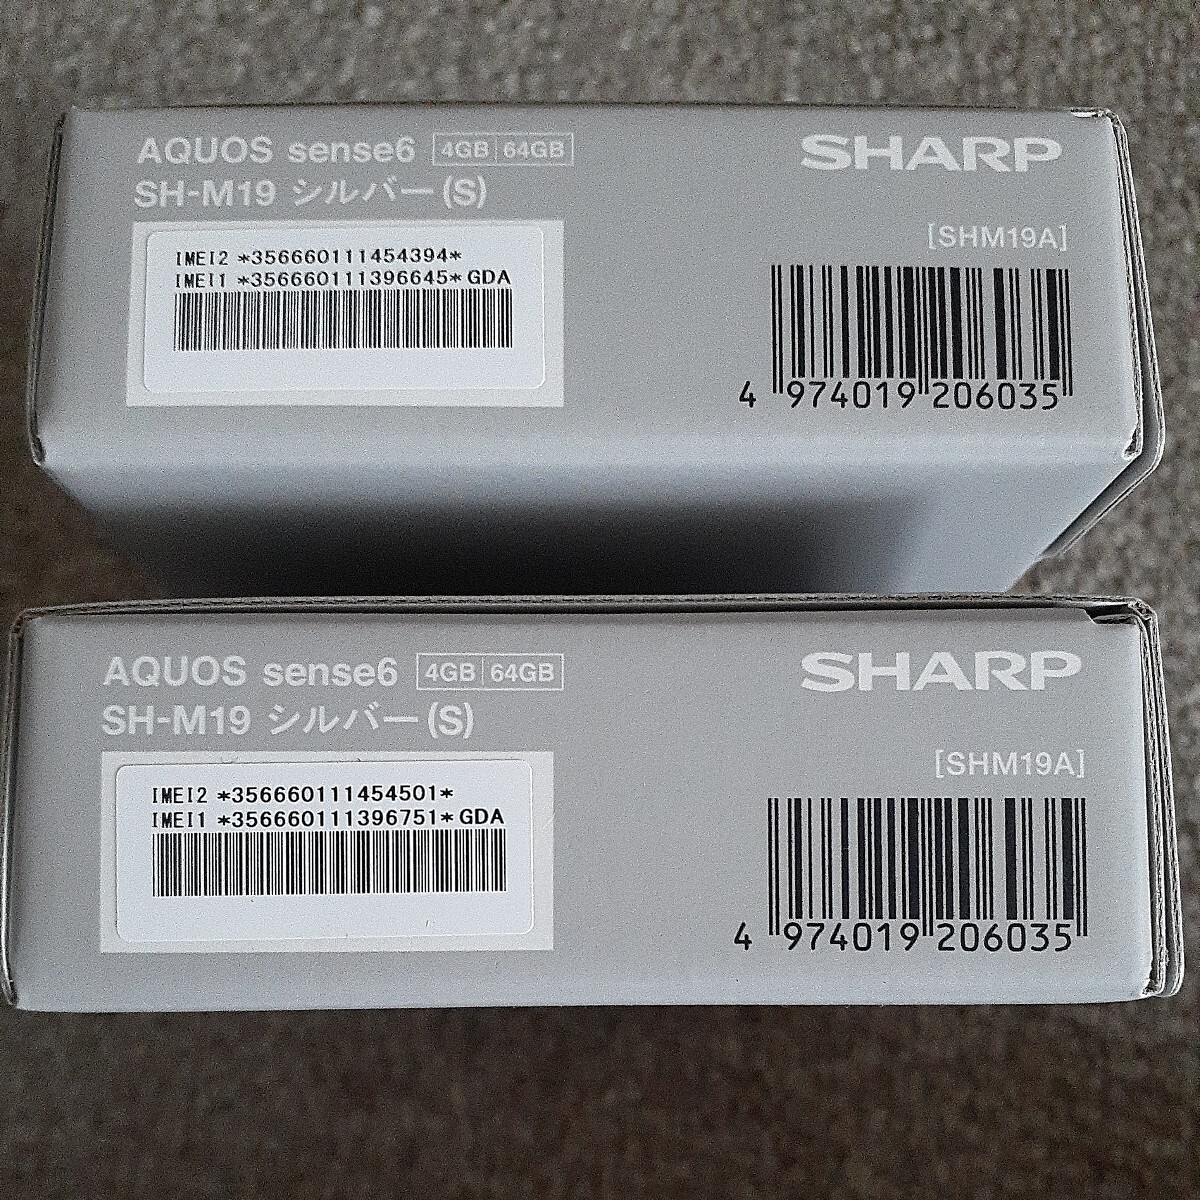 AQUOS sense6 4GB 64GB
SH-M19 シルバー(S)
SHARP
[SHM19A]
IMEI2 *356660111454394*
IMEI1 *356660111396645*GDA
4 974019 206035
AQUOS sense6 4GB 64GB
SH-M19 シルバー(S)
SHARP
[SHM19A]
IMEI2 *356660111454501*
IMEI1 *356660111396751*GDA
4 974019 206035